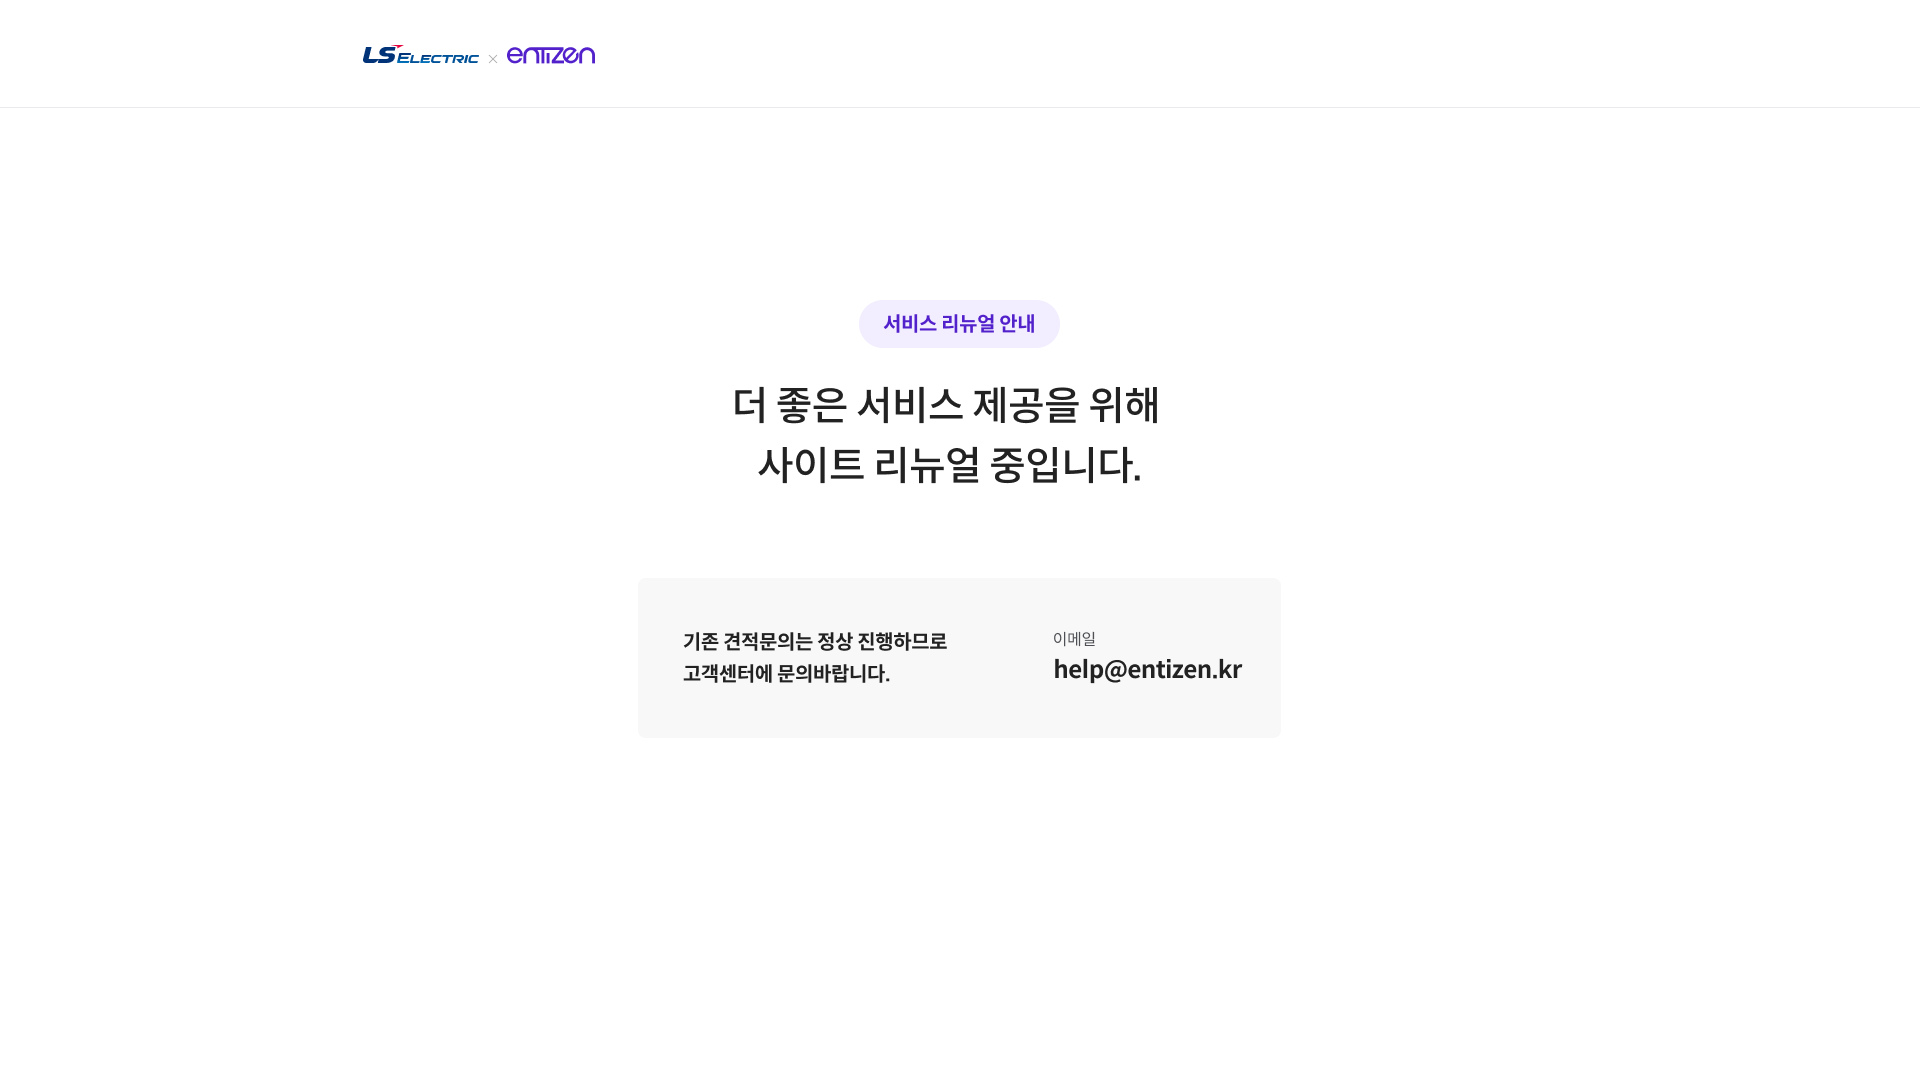 LS ELECTRIC × entizen
서비스 리뉴얼 안내
더 좋은 서비스 제공을 위해
사이트 리뉴얼 중입니다.
기존 견적문의는 정상 진행하므로
고객센터에 문의바랍니다.
이메일
help@entizen.kr